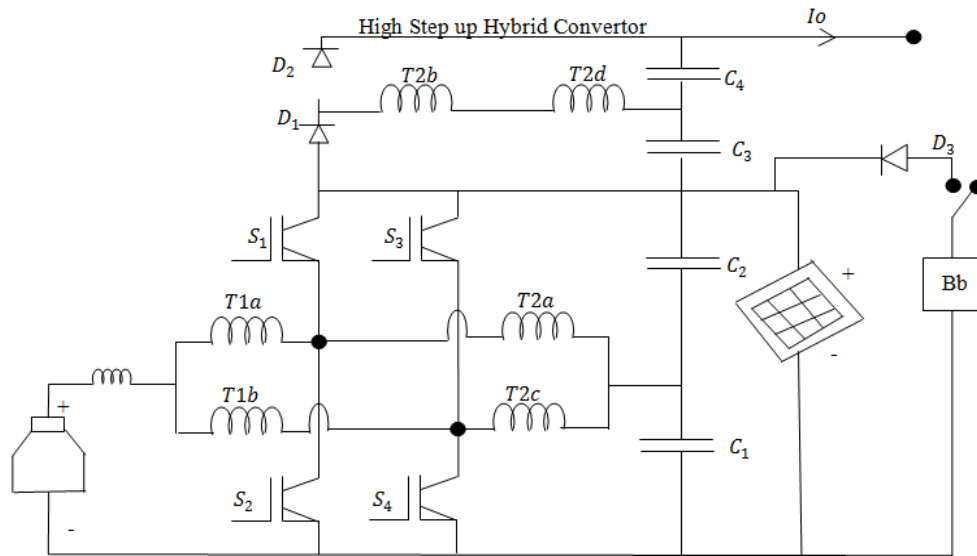 High Step up Hybrid Convertor
Io
D2
T2b
T2d
C4
D1
C3
D3
S1
S3
C2
+
Bb
T1a
T2a
-
+
T1b
T2c
C1
S2
S4
-